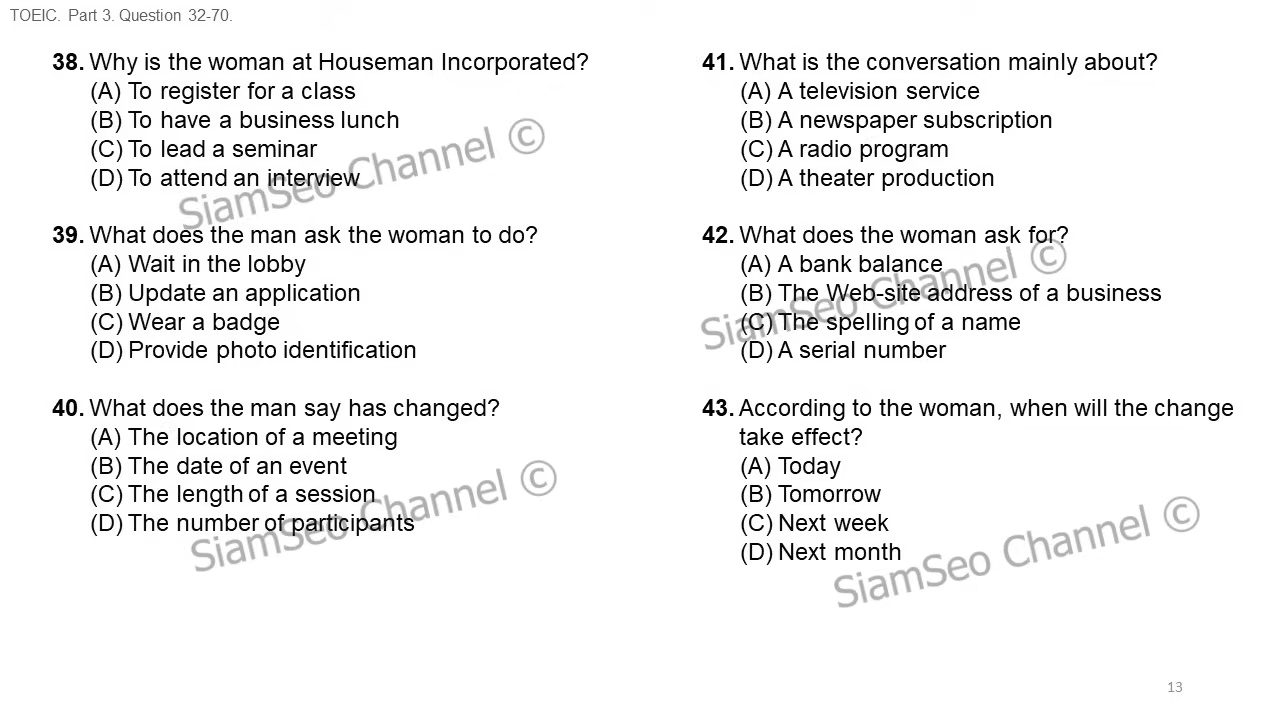 TOEIC. Part 3. Question 32-70.
38. Why is the woman at Houseman Incorporated?
(A) To register for a class
(B) To have a business lunch
(C) To lead a seminar
(D) To attend an interview
SiamSeo Channel ©
39. What does the man ask the woman to do?
(A) Wait in the lobby
(B) Update an application
(C) Wear a badge
(D) Provide photo identification
40. What does the man say has changed?
(A) The location of a meeting
(B) The date of an event
(C) The length of a session
(D) The number of participants
SiamSeo Channel ©
41. What is the conversation mainly about?
(A) A television service
(B) A newspaper subscription
(C) A radio program
(D) A theater production
42. What does the woman ask for?
(A) A bank balance
(B) The Web-site address of a business
(C) The spelling of a name
(D) A serial number
SiamSeo Channel ©
43. According to the woman, when will the change
take effect?
(A) Today
(B) Tomorrow
(C) Next week
(D) Next month
SiamSeo Channel ©
13